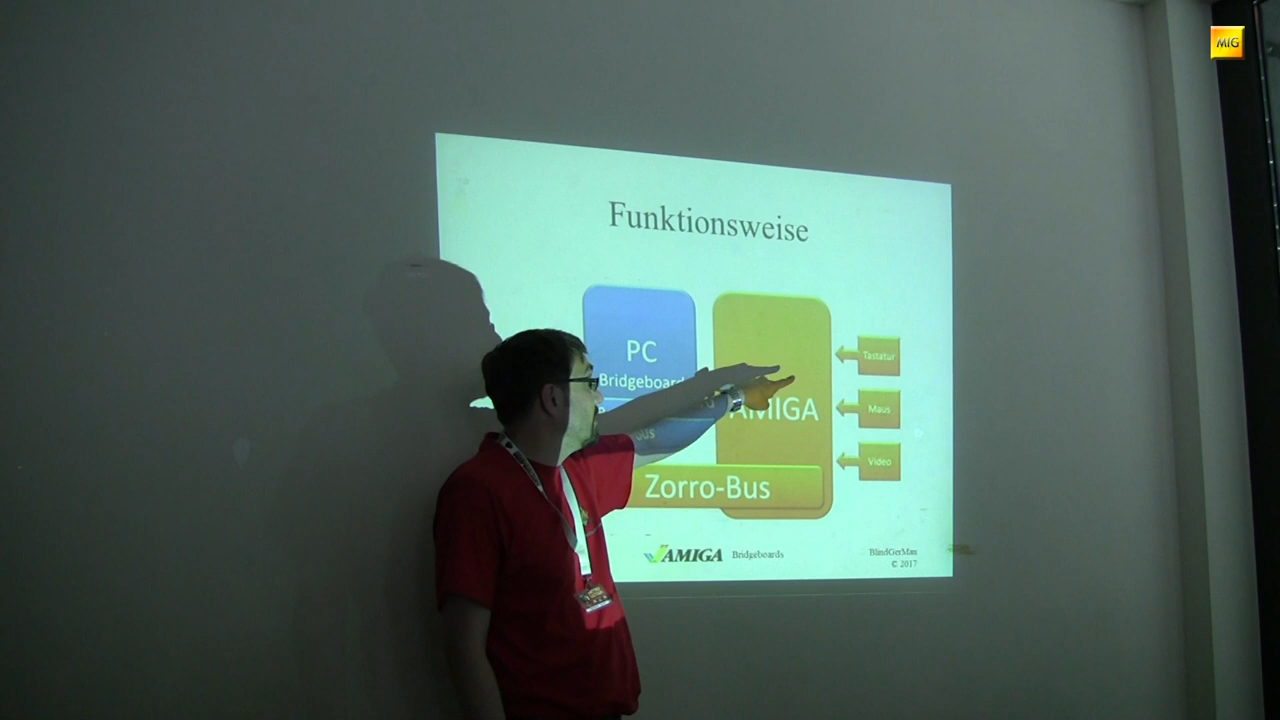 MIG
Funktionsweise
PC
Bridgeboard
Tastatur
AMIGA
Maus
Video
Zorro-Bus
AMIGA Bridgeboards
BlindGerMan
© 2017